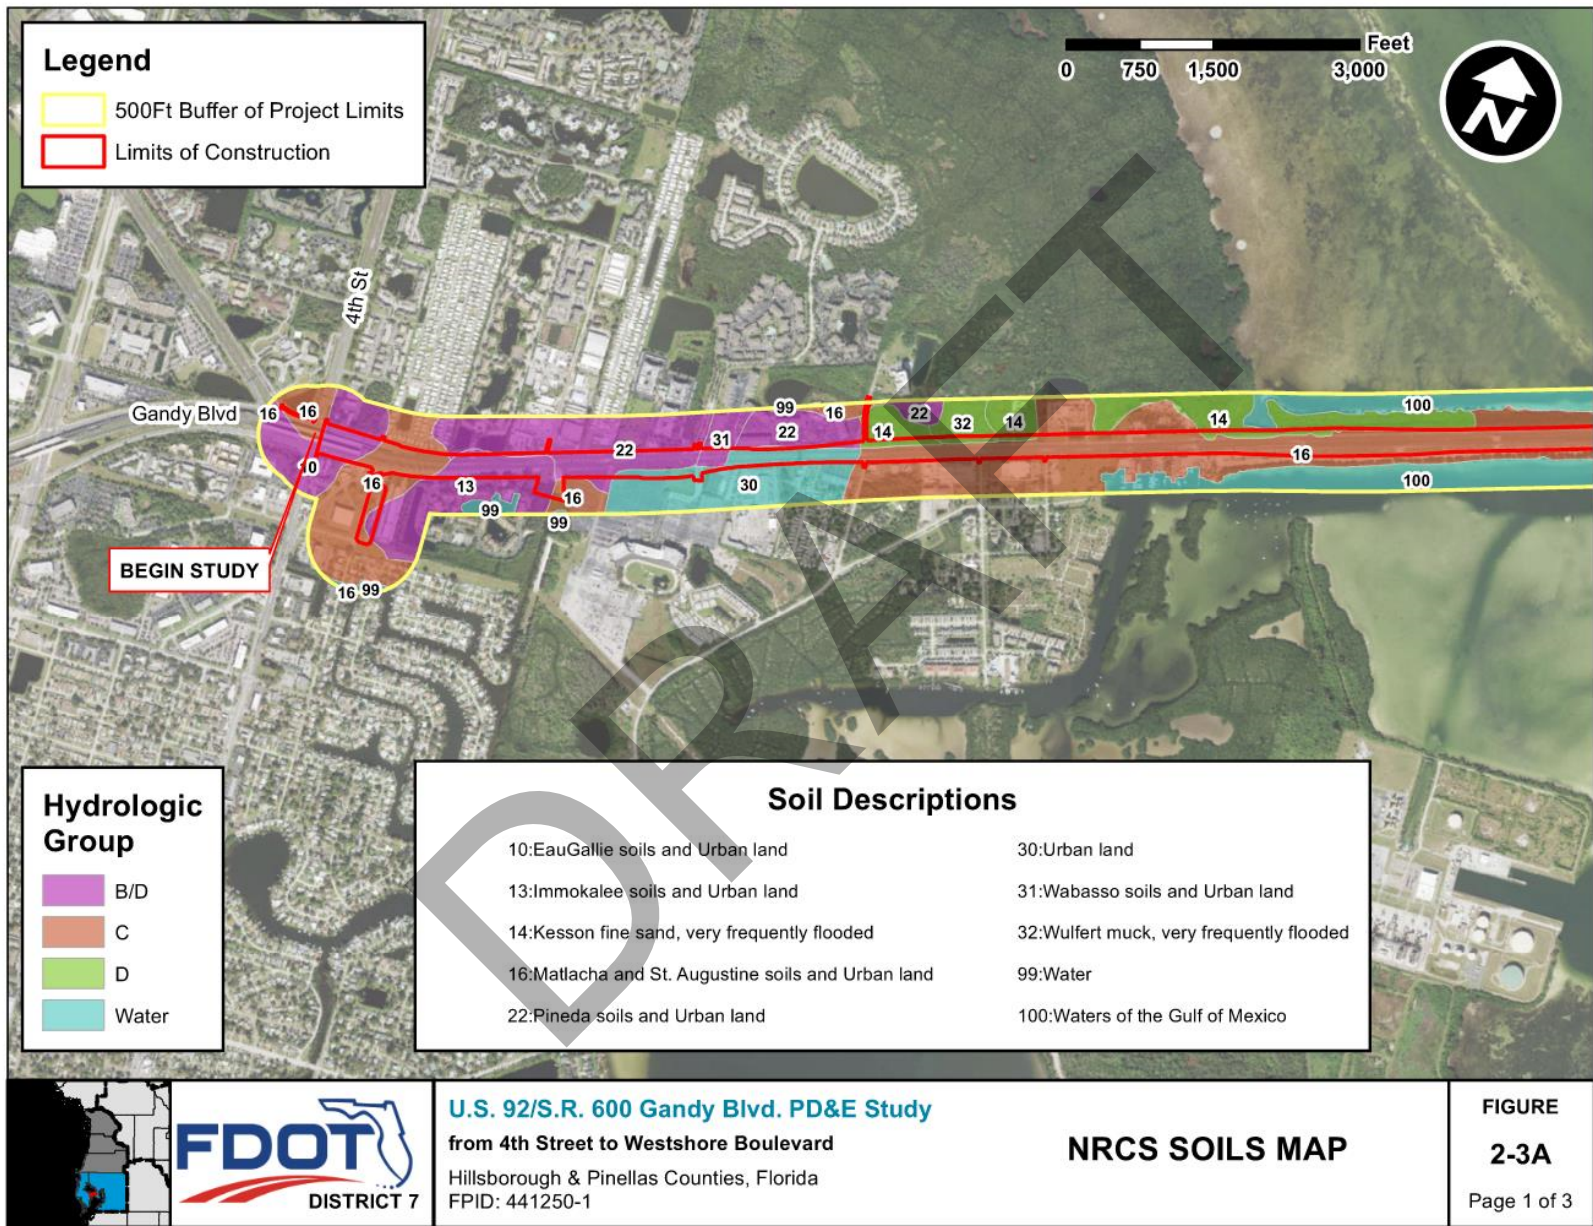 Legend
500Ft Buffer of Project Limits
Limits of Construction
Feet
0 750 1,500 3,000
N
4th St
Gandy Blvd
16
16
99
16
22
32
14
14
100
22
14
22
31
10
13
16
16
30
16
100
99
99
BEGIN STUDY
16
99
DRAFT
Hydrologic
Group
B/D
C
D
Water
Soil Descriptions
10:EauGallie soils and Urban land
13:Immokalee soils and Urban land
14:Kesson fine sand, very frequently flooded
16:Matlacha and St. Augustine soils and Urban land
22:Pineda soils and Urban land
30:Urban land
31:Wabasso soils and Urban land
32:Wulfert muck, very frequently flooded
99:Water
100:Waters of the Gulf of Mexico
FDOT
DISTRICT 7
U.S. 92/S.R. 600 Gandy Blvd. PD&E Study
from 4th Street to Westshore Boulevard
Hillsborough & Pinellas Counties, Florida
FPID: 441250-1
NRCS SOILS MAP
FIGURE
2-3A
Page 1 of 3